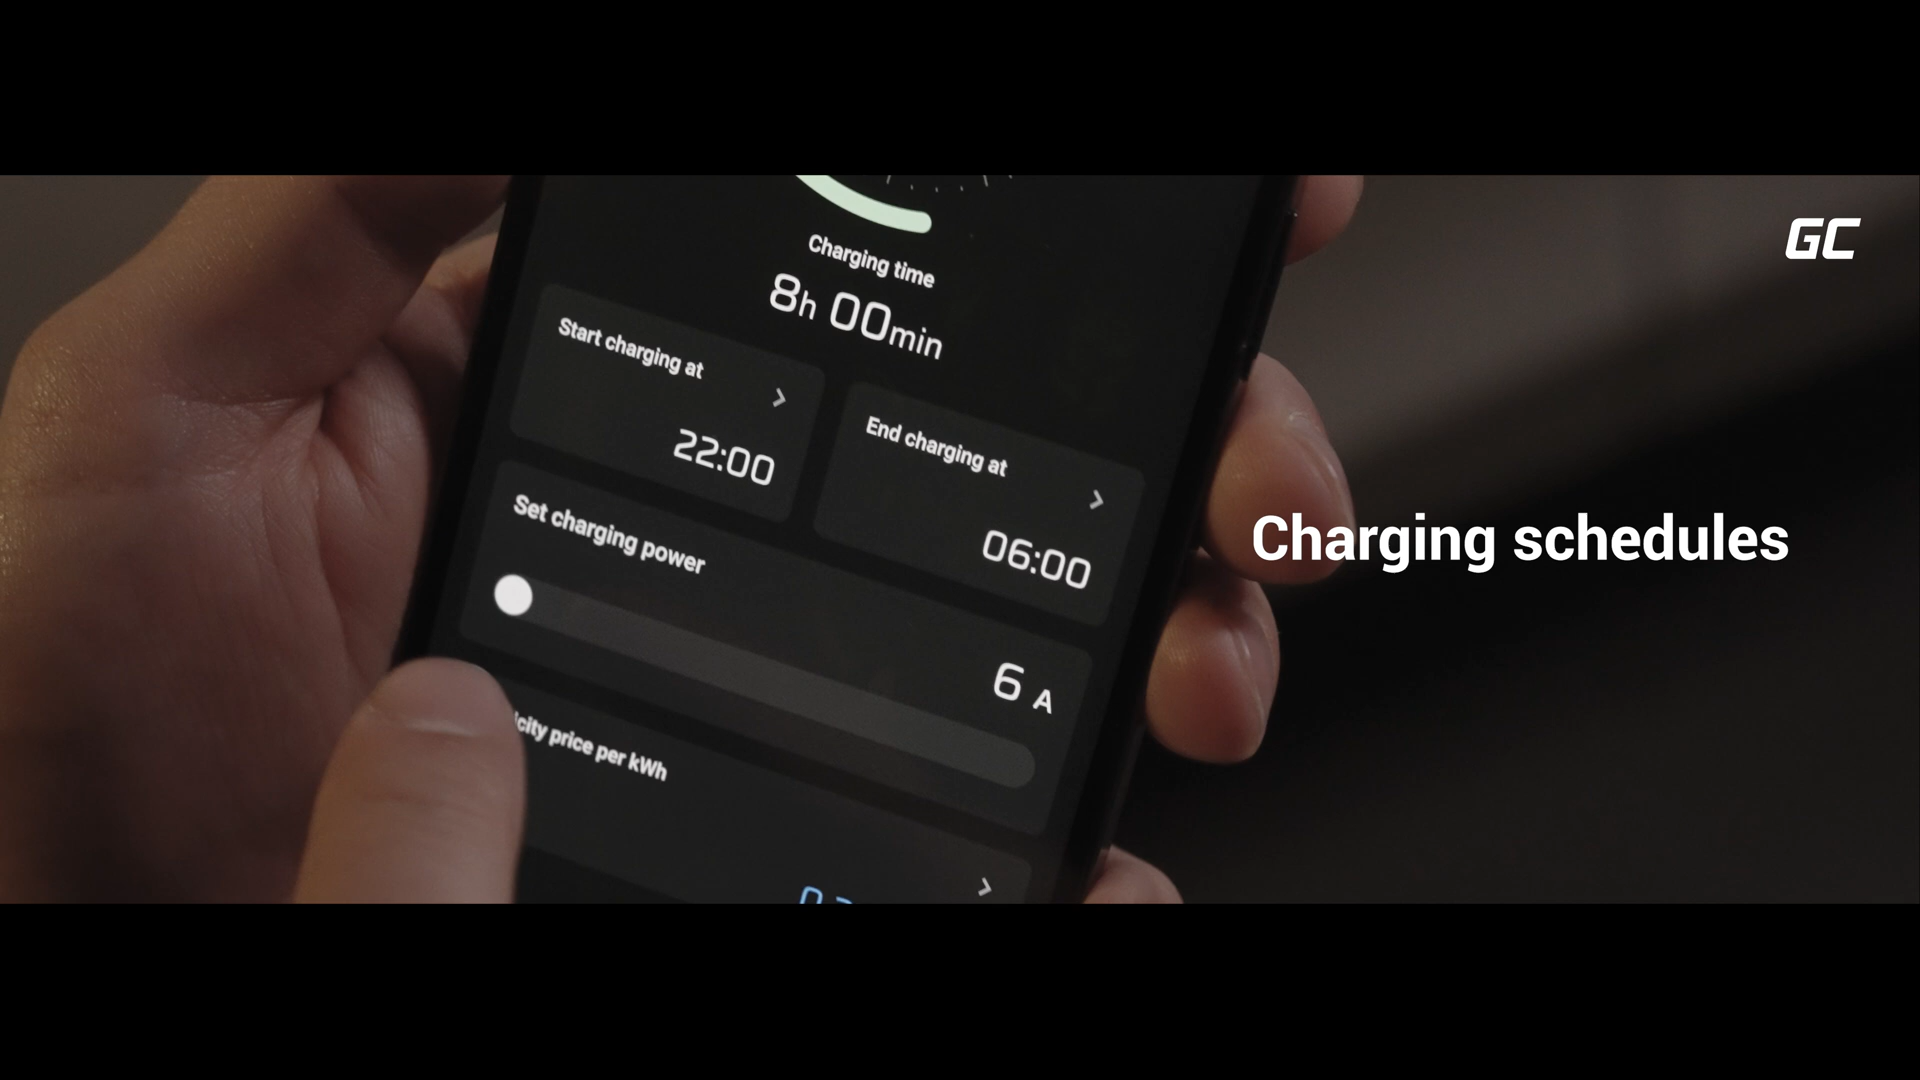 GC
Charging time
8h 00min
Start charging at
22:00
End charging at
06:00
Set charging power
6 A
price per kWh
Charging schedules